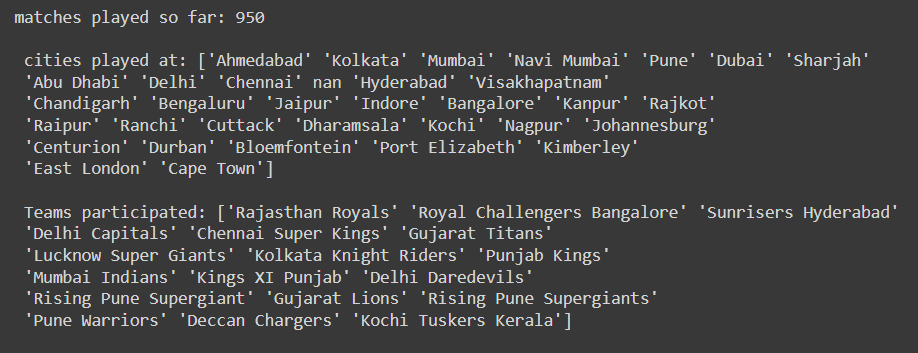 matches played so far: 950
cities played at: ['Ahmedabad' 'Kolkata' 'Mumbai' 'Navi Mumbai' 'Pune' 'Dubai' 'Sharjah'
'Abu Dhabi' 'Delhi' 'Chennai' nan 'Hyderabad' 'Visakhapatnam'
'Chandigarh' 'Bengaluru' 'Jaipur' 'Indore' 'Bangalore' 'Kanpur' 'Rajkot'
'Raipur' 'Ranchi' 'Cuttack' 'Dharamsala' 'Kochi' 'Nagpur' 'Johannesburg'
'Centurion' 'Durban' 'Bloemfontein' 'Port Elizabeth' 'Kimberley'
'East London' 'Cape Town']
Teams participated: ['Rajasthan Royals' 'Royal Challengers Bangalore' 'Sunrisers Hyderabad'
'Delhi Capitals' 'Chennai Super Kings' 'Gujarat Titans'
'Lucknow Super Giants' 'Kolkata Knight Riders' 'Punjab Kings'
'Mumbai Indians' 'Kings XI Punjab' 'Delhi Daredevils'
'Rising Pune Supergiant' 'Gujarat Lions' 'Rising Pune Supergiants'
'Pune Warriors' 'Deccan Chargers' 'Kochi Tuskers Kerala']